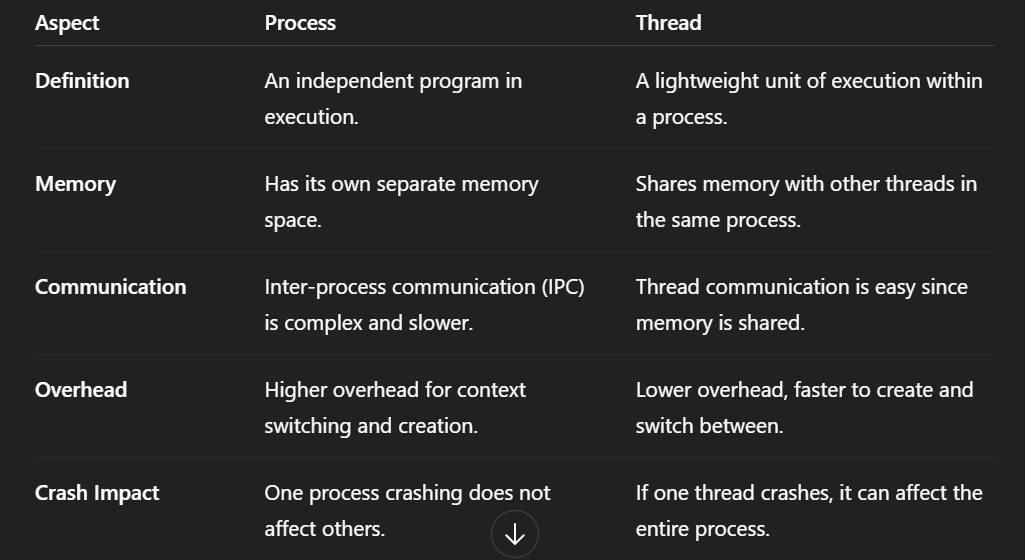 Aspect Process Thread
Definition An independent program in A lightweight unit of execution within
execution. a process.
Memory Has its own separate memory Shares memory with other threads in
space. the same process.
Communication Inter-process communication (IPC) Thread communication is easy since
is complex and slower. memory is shared.
Overhead Higher overhead for context Lower overhead, faster to create and
switching and creation. switch between.
Crash Impact One process crashing does not If one thread crashes, it can affect the
affect others. entire process.